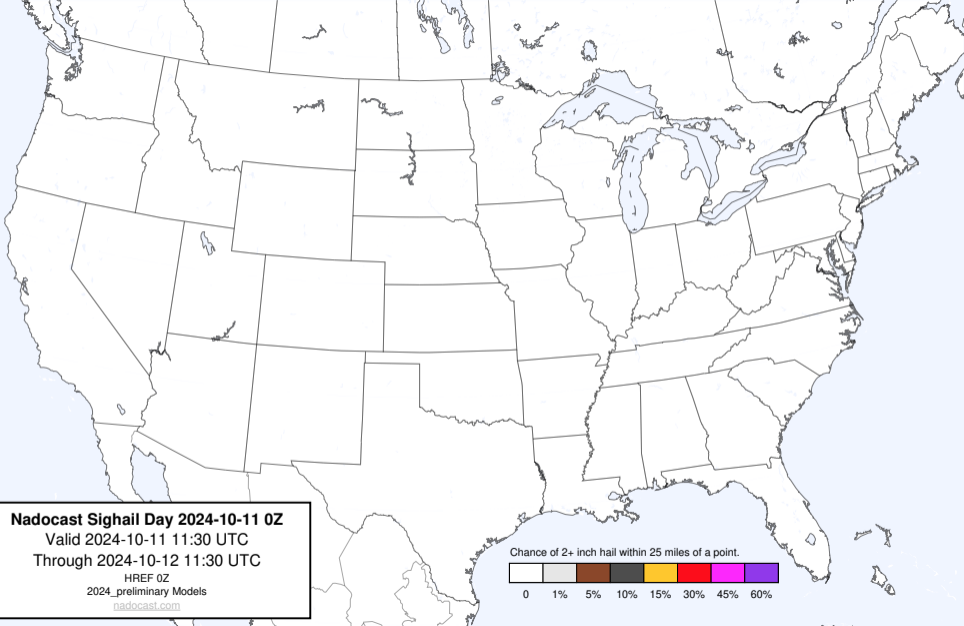 Nadocast Sighail Day 2024-10-11 0Z
Valid 2024-10-11 11:30 UTC
Through 2024-10-12 11:30 UTC
HREF 0Z
2024_preliminary Models
nadocast.com
Chance of 2+ inch hail within 25 miles of a point.
0 1% 5% 10% 15% 30% 45% 60%